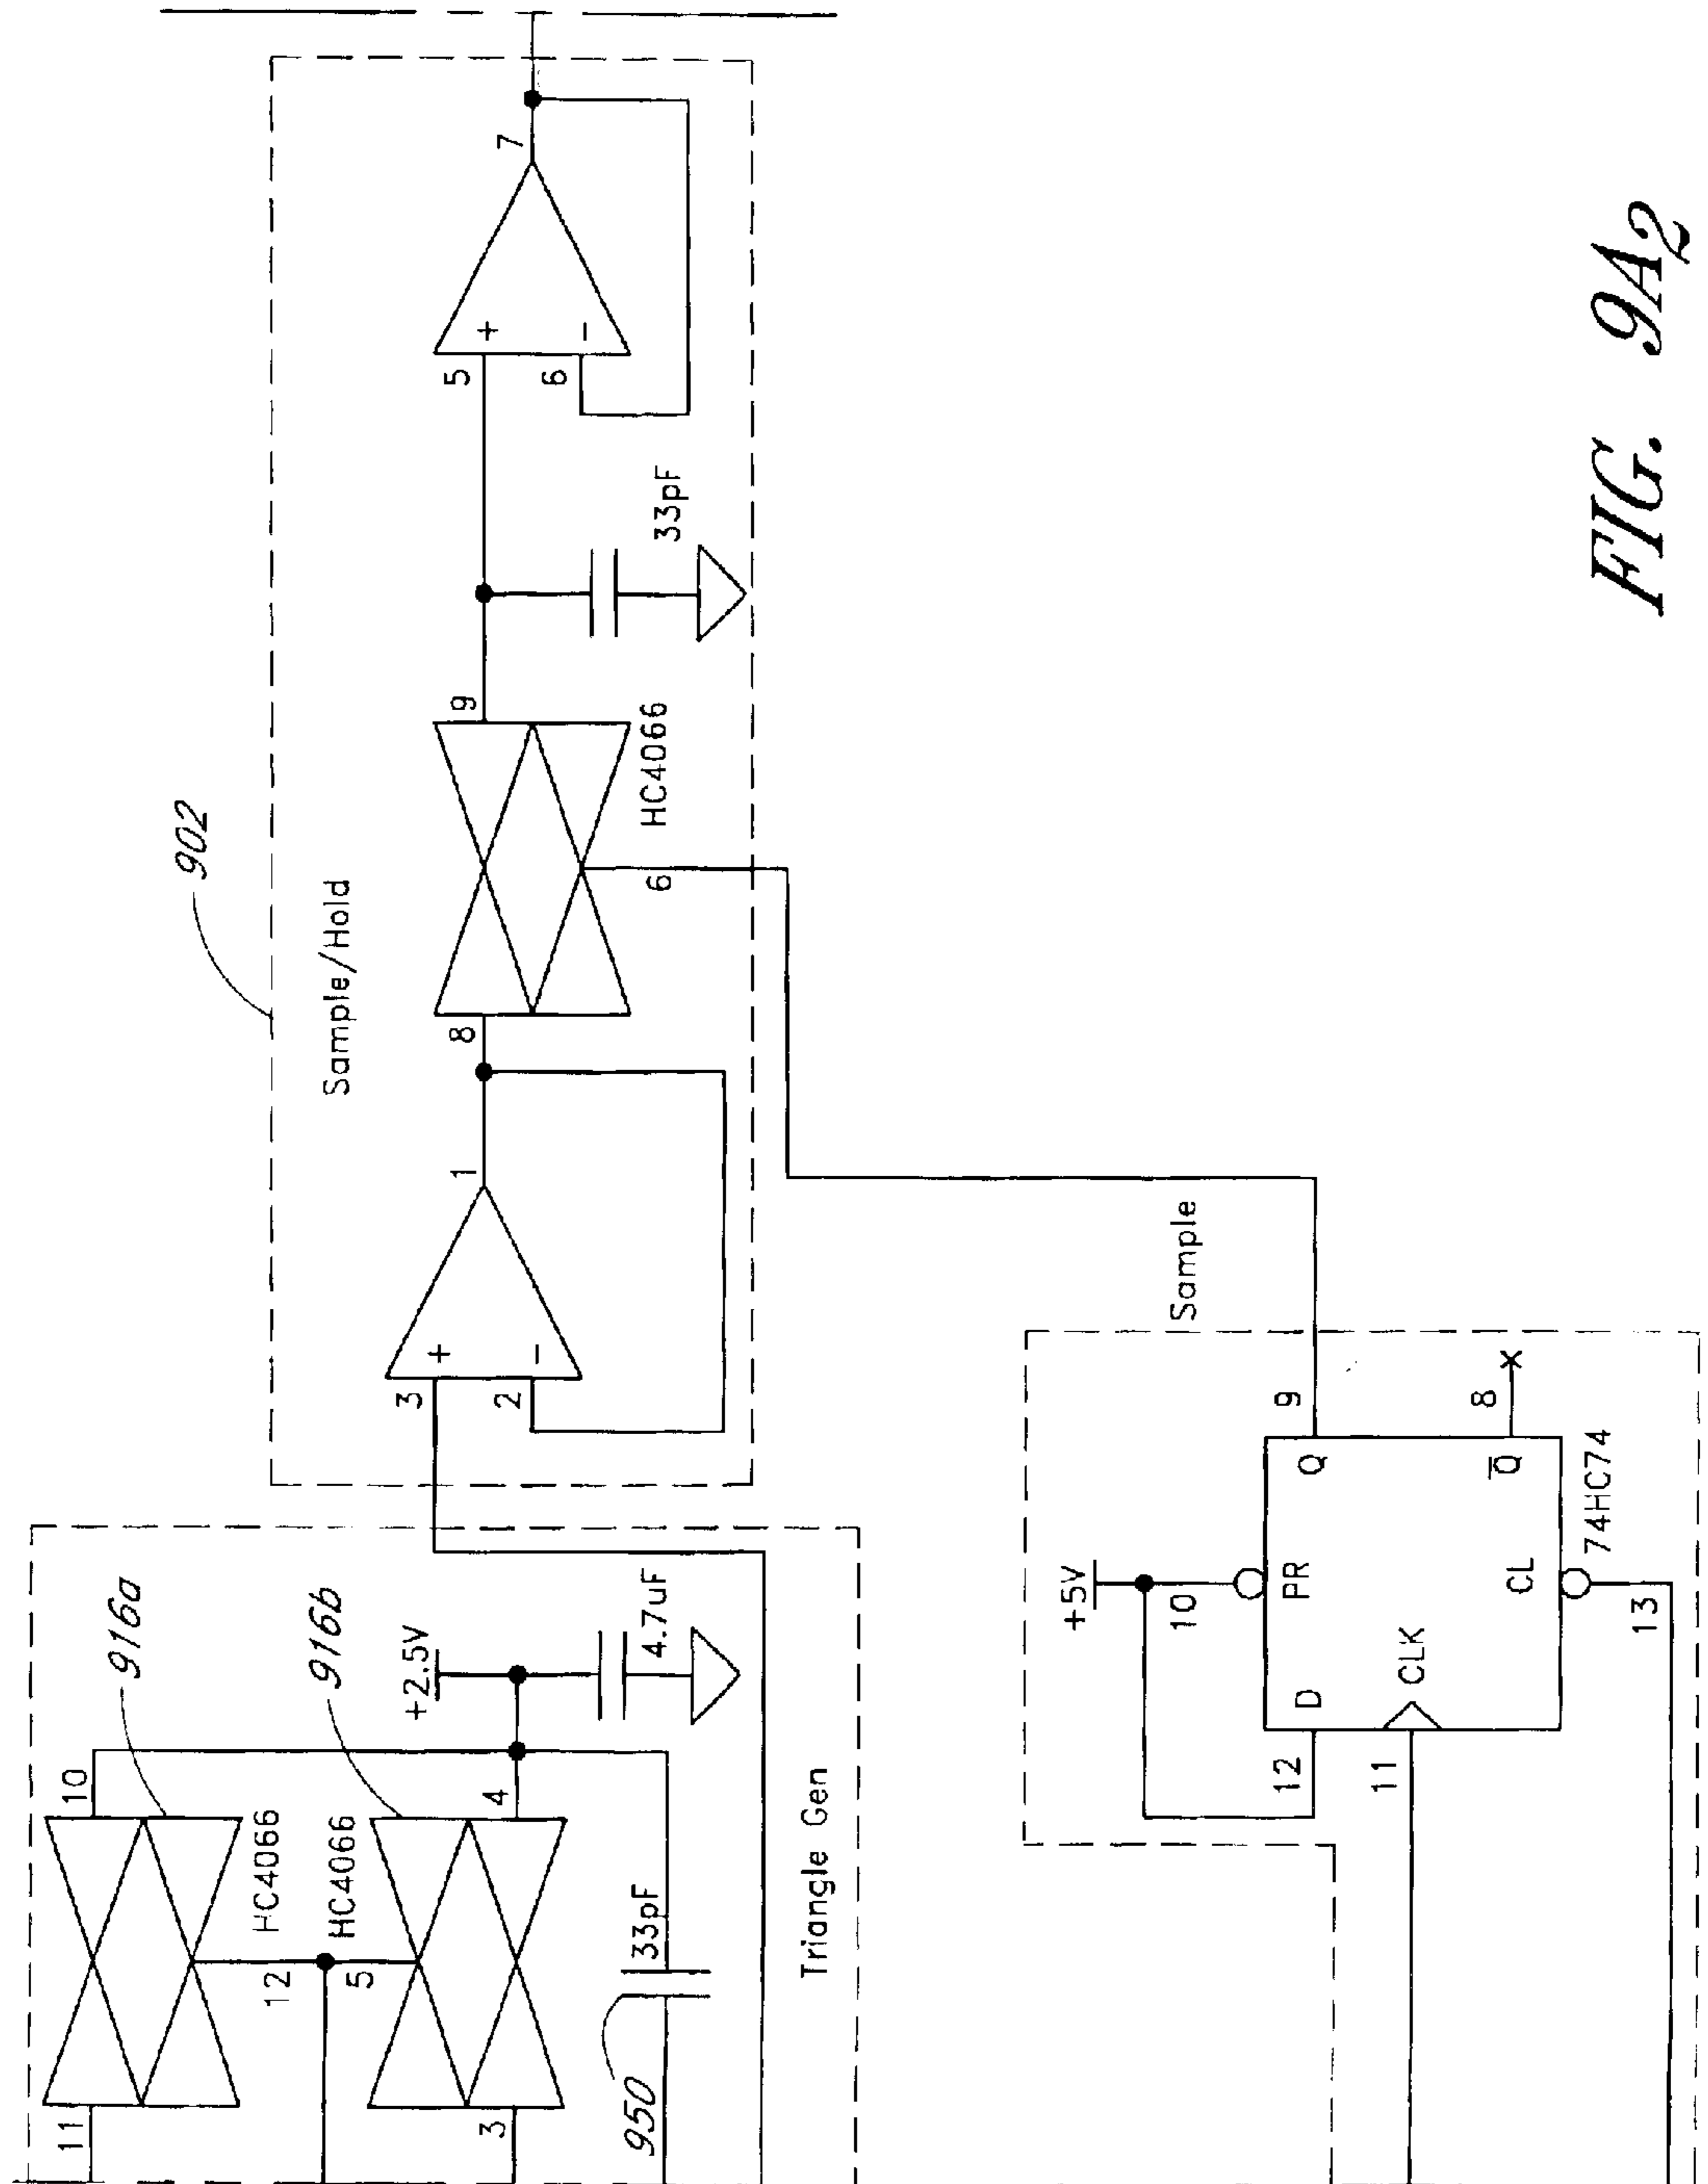 902
Sample/Hold
3
+
2
−
1
8
HC4066
6
9
33pF
5
+
6
−
7
11
916a
10
HC4066
12
HC4066
5
916b
3
4
+2.5V
4.7uF
950
33pF
Triangle Gen
Sample
+5V
10
12
D
PR
Q
9
11
CLK
CL
Q̅
8
13
74HC74
FIG. 9A2